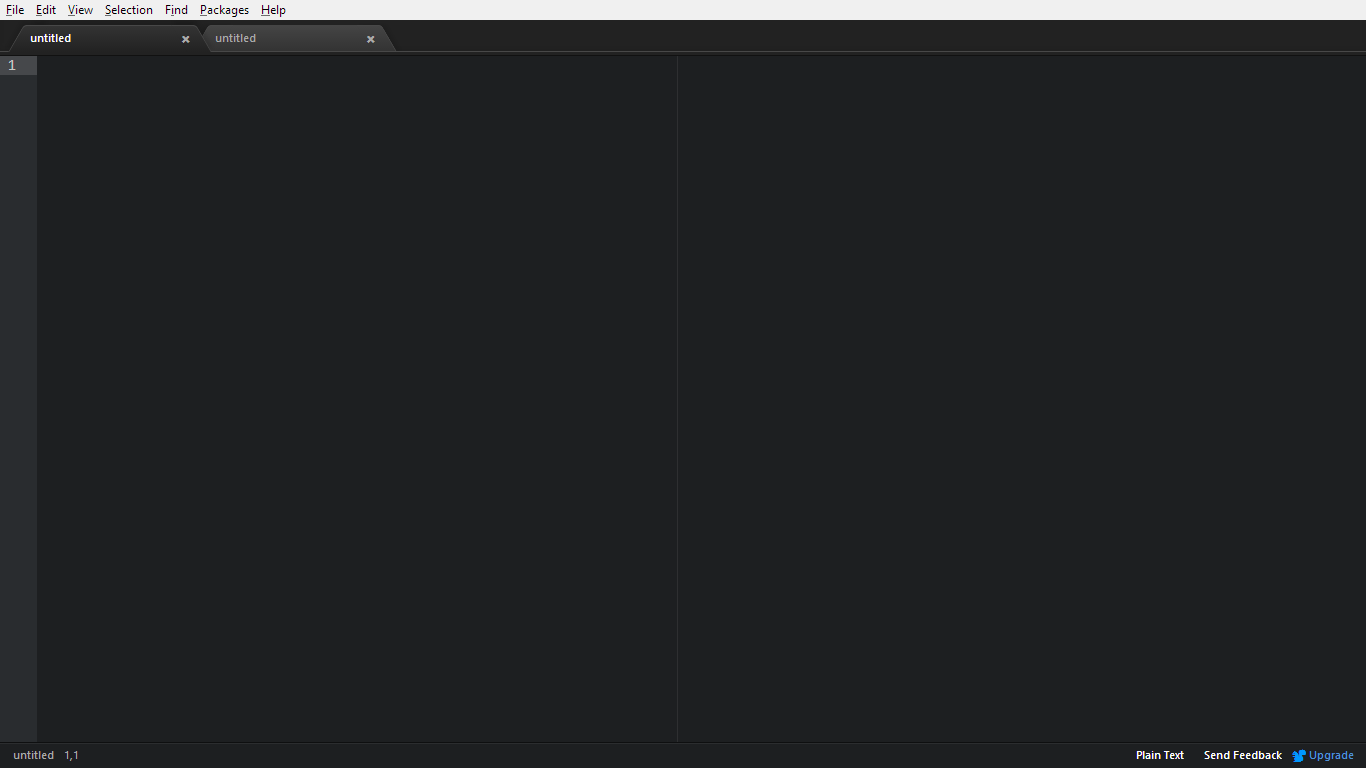 File Edit View Selection Find Packages Help
untitled untitled
1
untitled 1,1 Plain Text Send Feedback Upgrade